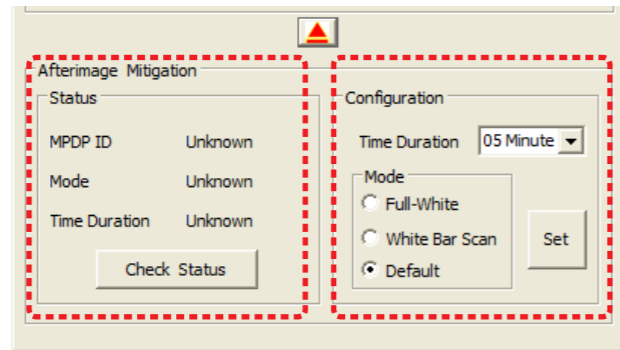 Afterimage Mitigation
Status
MPDP ID Unknown
Mode Unknown
Time Duration Unknown
Check Status
Configuration
Time Duration 05 Minute
Mode
Full-White
White Bar Scan
Default
Set